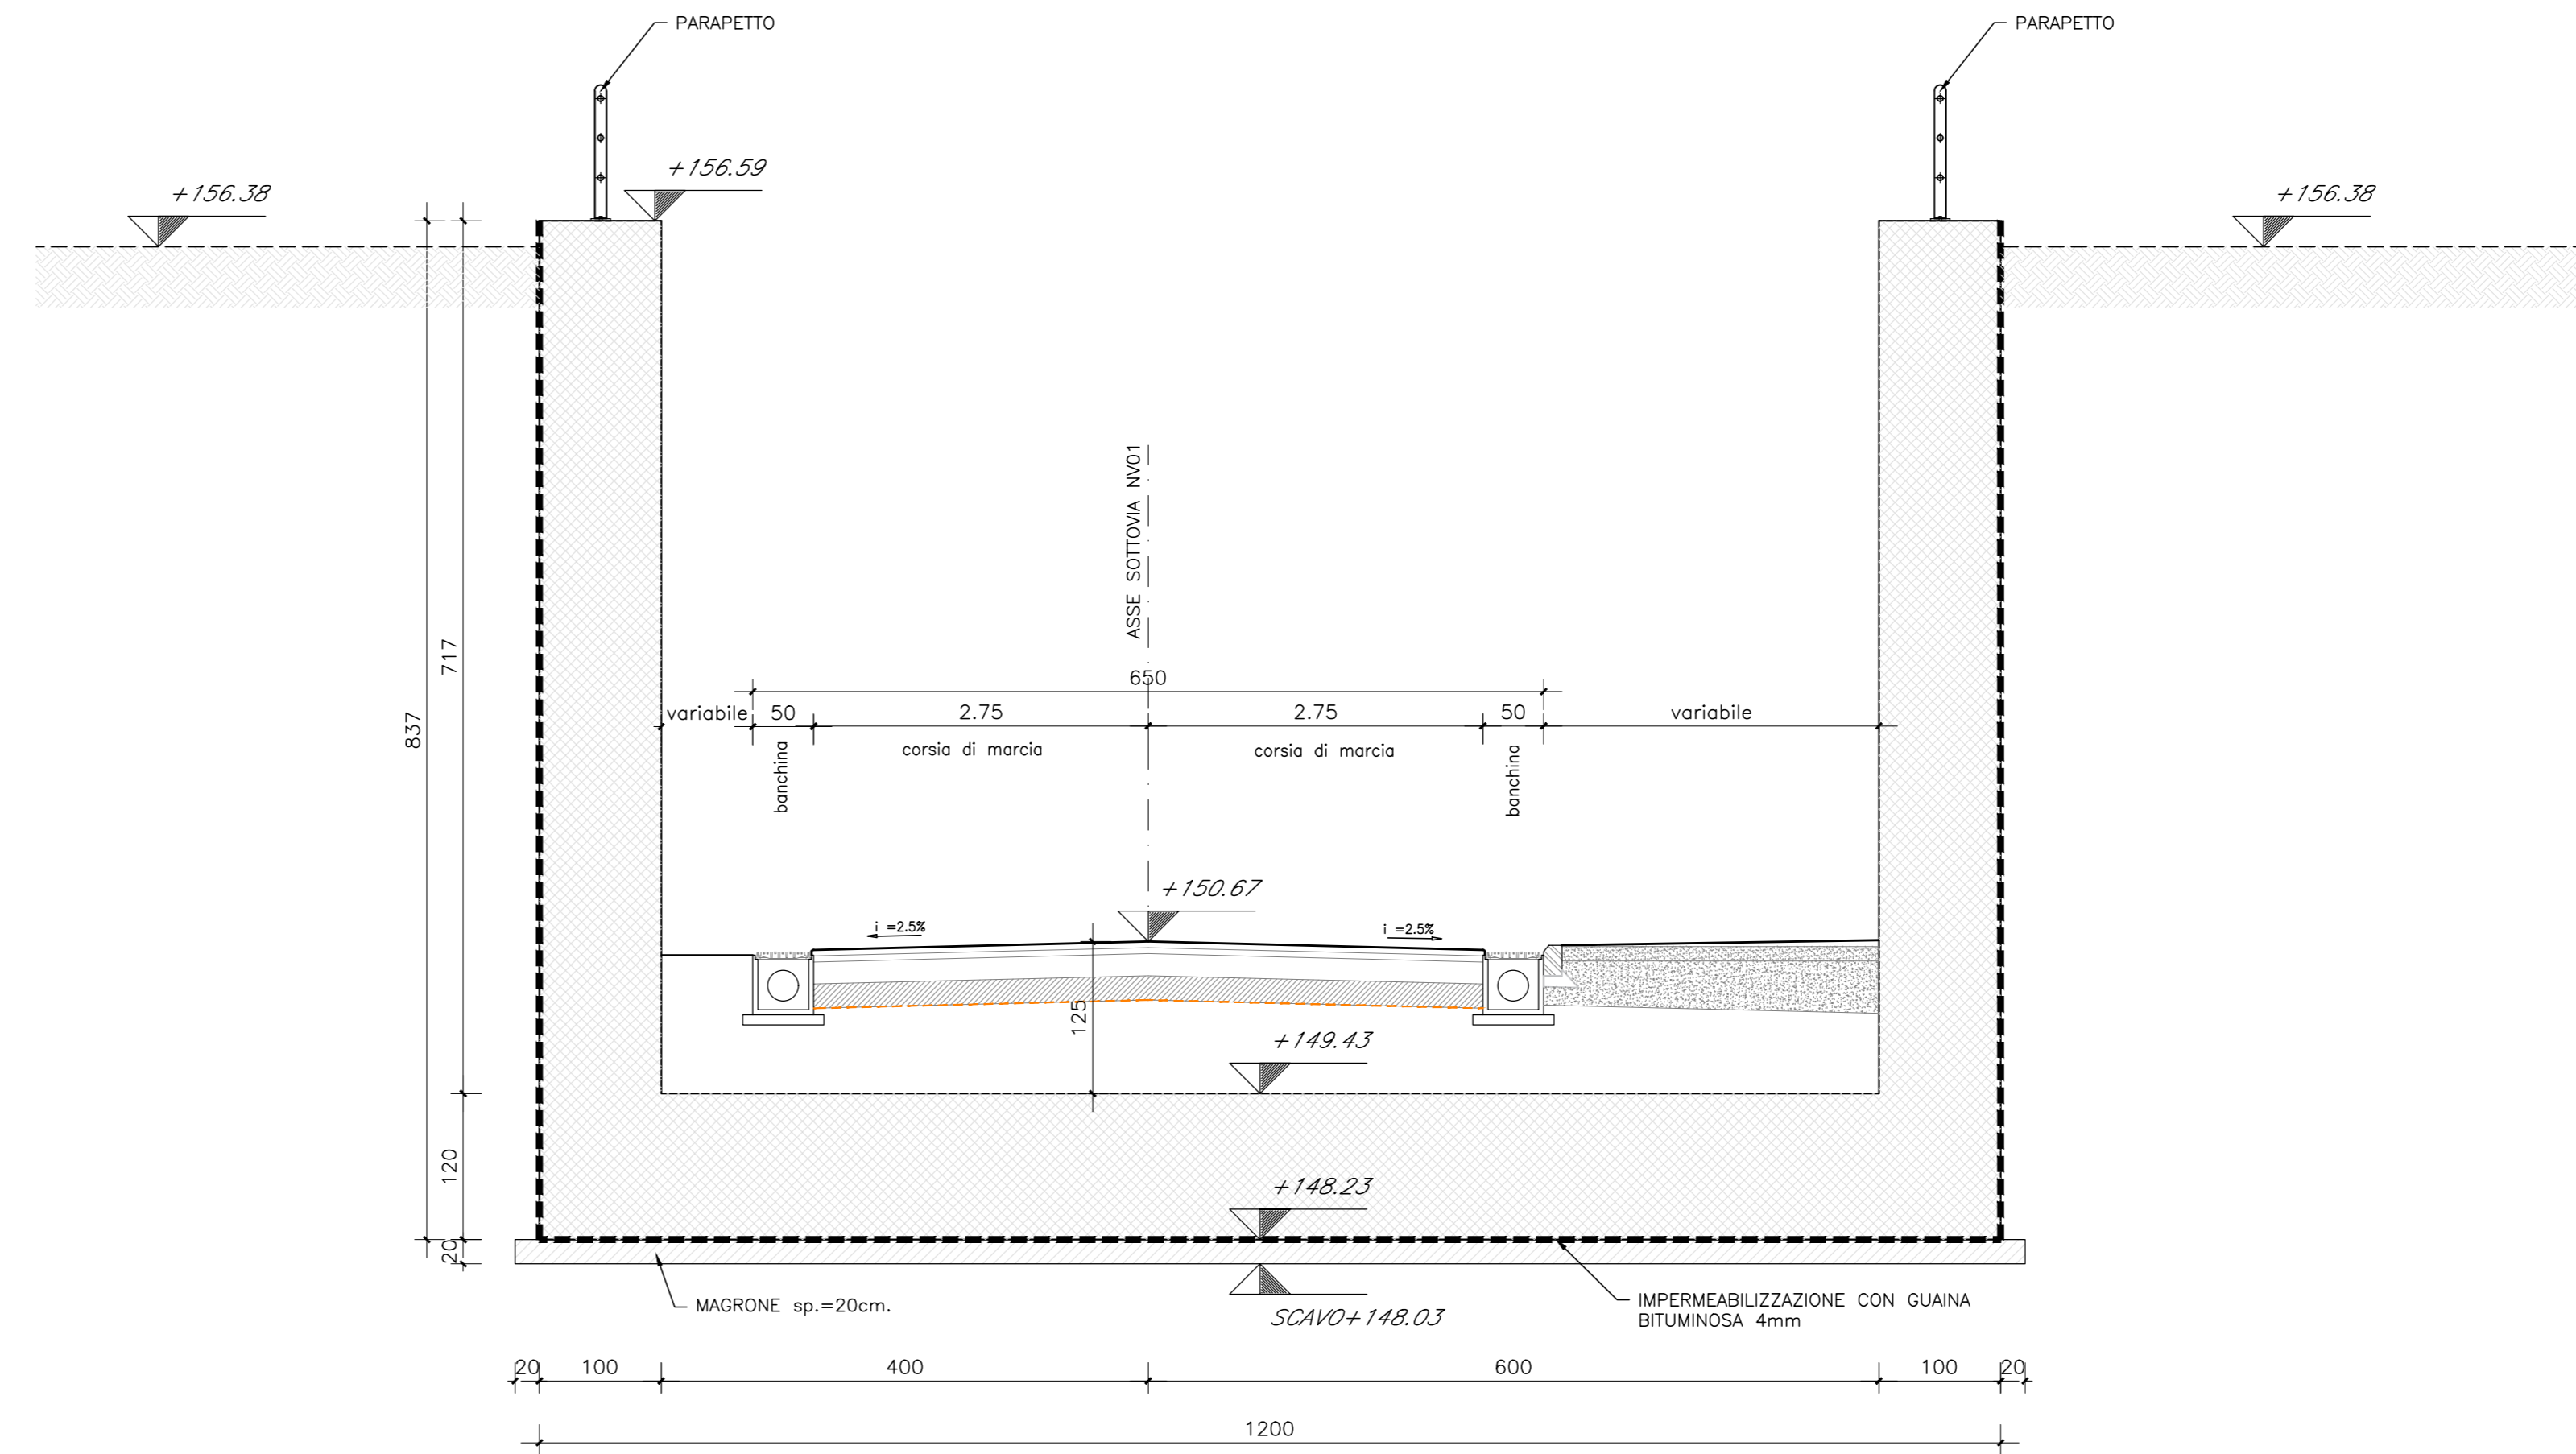 PARAPETTO
PARAPETTO
+156.38
+156.59
+156.38
ASSE SOTTOVIA NV01
717
837
650
variabile
50
2.75
2.75
50
variabile
banchina
corsia di marcia
corsia di marcia
banchina
+150.67
i =2.5%
i =2.5%
125
+149.43
120
+148.23
20
MAGRONE sp.=20cm.
SCAVO+148.03
IMPERMEABILIZZAZIONE CON GUAINA
BITUMINOSA 4mm
20
100
400
600
100
20
1200